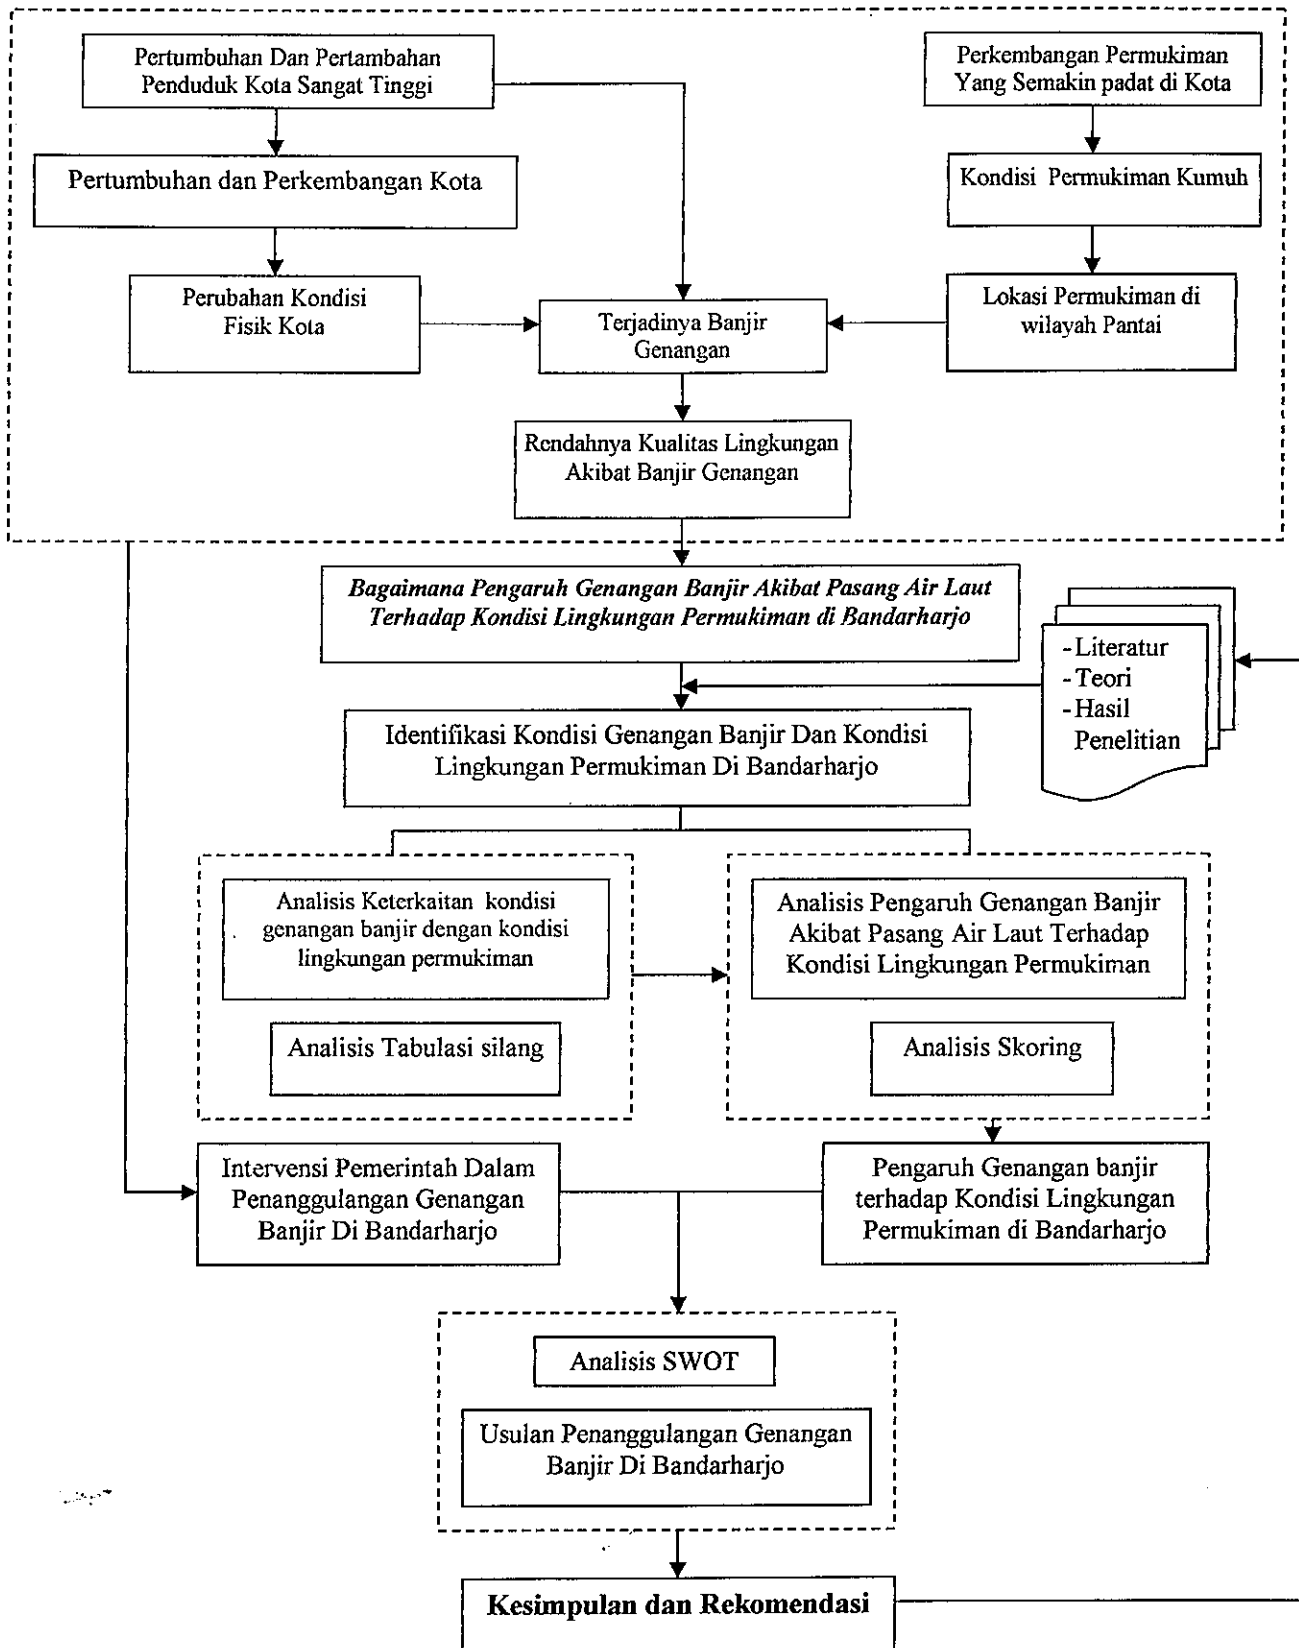 Pertumbuhan Dan Pertambahan
Penduduk Kota Sangat Tinggi
Perkembangan Permukiman
Yang Semakin padat di Kota
Pertumbuhan dan Perkembangan Kota
Kondisi Permukiman Kumuh
Perubahan Kondisi
Fisik Kota
Terjadinya Banjir
Genangan
Lokasi Permukiman di
wilayah Pantai
Rendahnya Kualitas Lingkungan
Akibat Banjir Genangan
Bagaimana Pengaruh Genangan Banjir Akibat Pasang Air Laut
Terhadap Kondisi Lingkungan Permukiman di Bandarharjo
- Literatur
- Teori
- Hasil
Penelitian
Identifikasi Kondisi Genangan Banjir Dan Kondisi
Lingkungan Permukiman Di Bandarharjo
Analisis Keterkaitan kondisi
genangan banjir dengan kondisi
lingkungan permukiman
Analisis Tabulasi silang
Analisis Pengaruh Genangan Banjir
Akibat Pasang Air Laut Terhadap
Kondisi Lingkungan Permukiman
Analisis Skoring
Intervensi Pemerintah Dalam
Penanggulangan Genangan
Banjir Di Bandarharjo
Pengaruh Genangan banjir
terhadap Kondisi Lingkungan
Permukiman di Bandarharjo
Analisis SWOT
Usulan Penanggulangan Genangan
Banjir Di Bandarharjo
Kesimpulan dan Rekomendasi